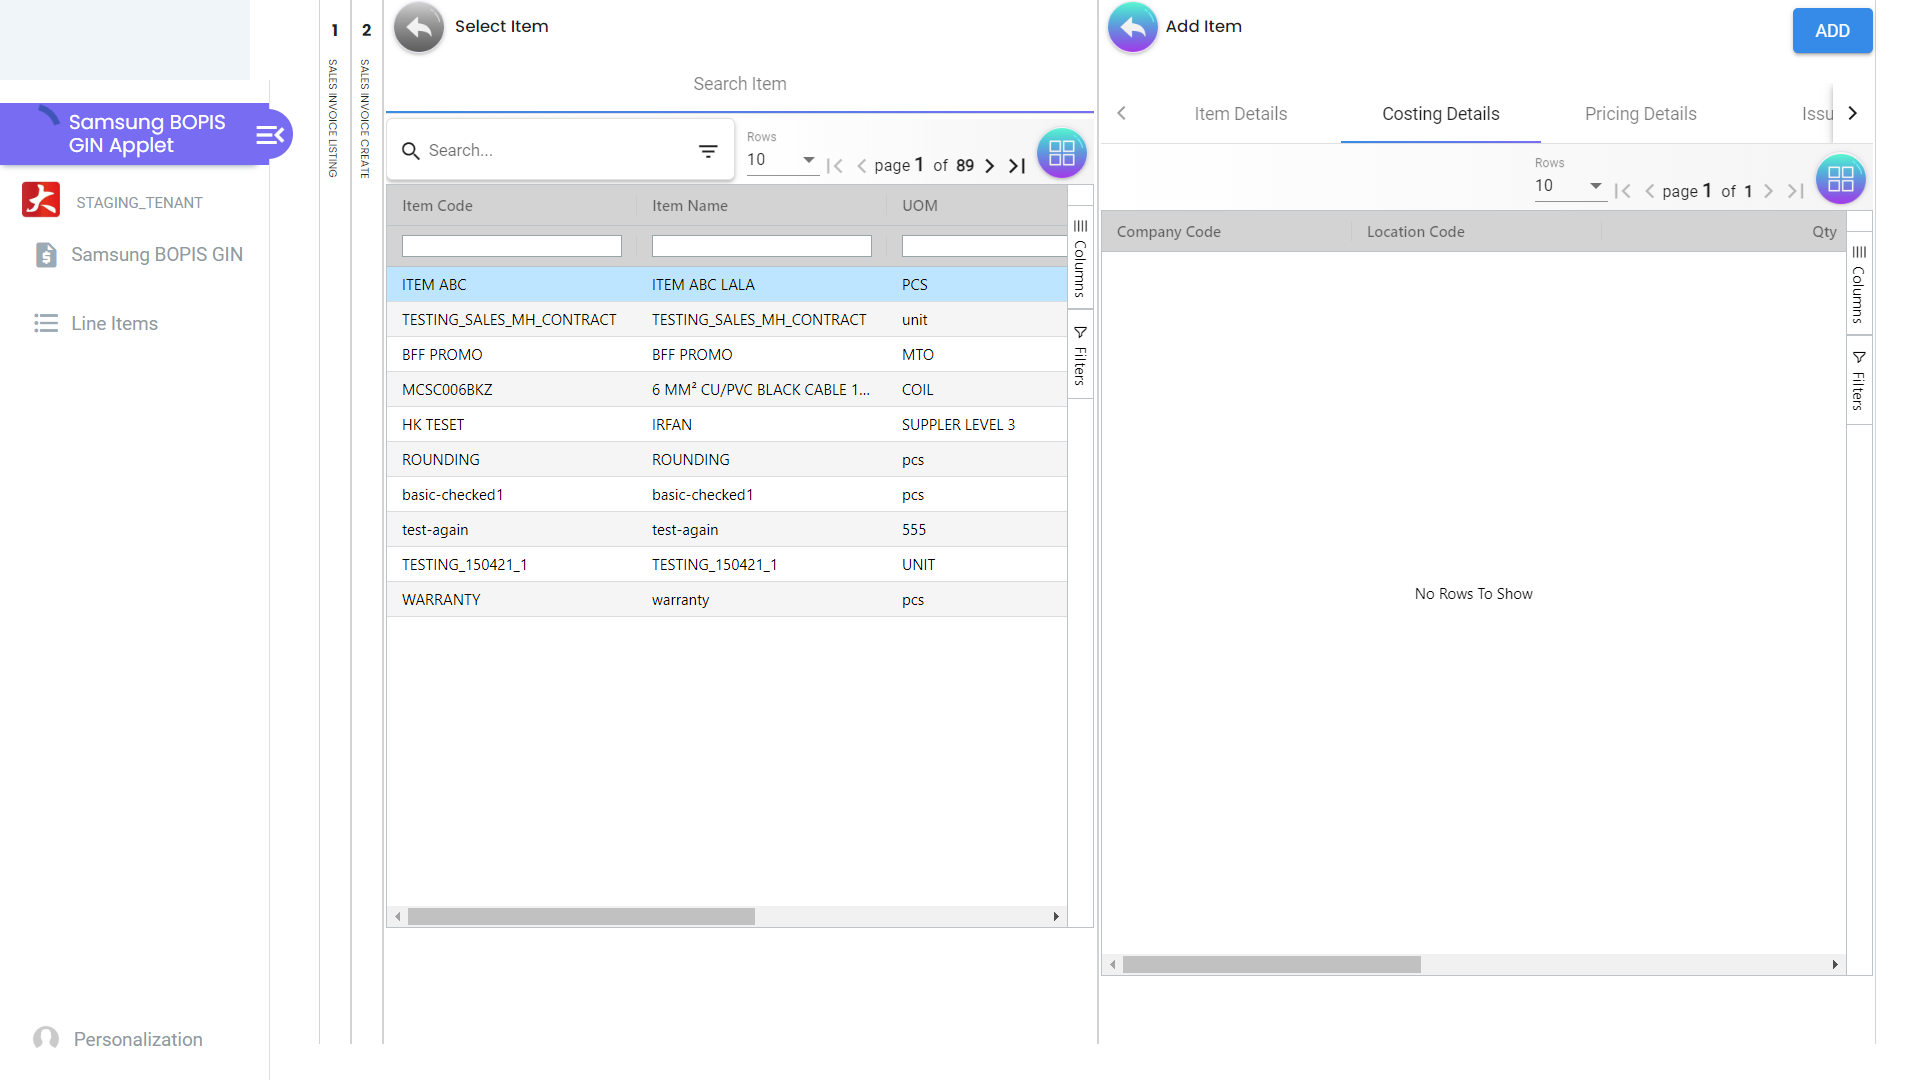 Samsung BOPIS
GIN Applet
STAGING_TENANT
Samsung BOPIS GIN
Line Items
Personalization
1
SALES INVOICE LISTING
2
SALES INVOICE CREATE
Select Item
Search Item
Search...
Rows
10
page 1 of 89
Item Code Item Name UOM
ITEM ABC ITEM ABC LALA PCS
TESTING_SALES_MH_CONTRACT TESTING_SALES_MH_CONTRACT unit
BFF PROMO BFF PROMO MTO
MCSC006BKZ 6 MM² CU/PVC BLACK CABLE 1... COIL
HK TESET IRFAN SUPPLER LEVEL 3
ROUNDING ROUNDING pcs
basic-checked1 basic-checked1 pcs
test-again test-again 555
TESTING_150421_1 TESTING_150421_1 UNIT
WARRANTY warranty pcs
Columns
Filters
Add Item
ADD
Item Details Costing Details Pricing Details Issu
Rows
10
page 1 of 1
Company Code Location Code Qty
No Rows To Show
Columns
Filters